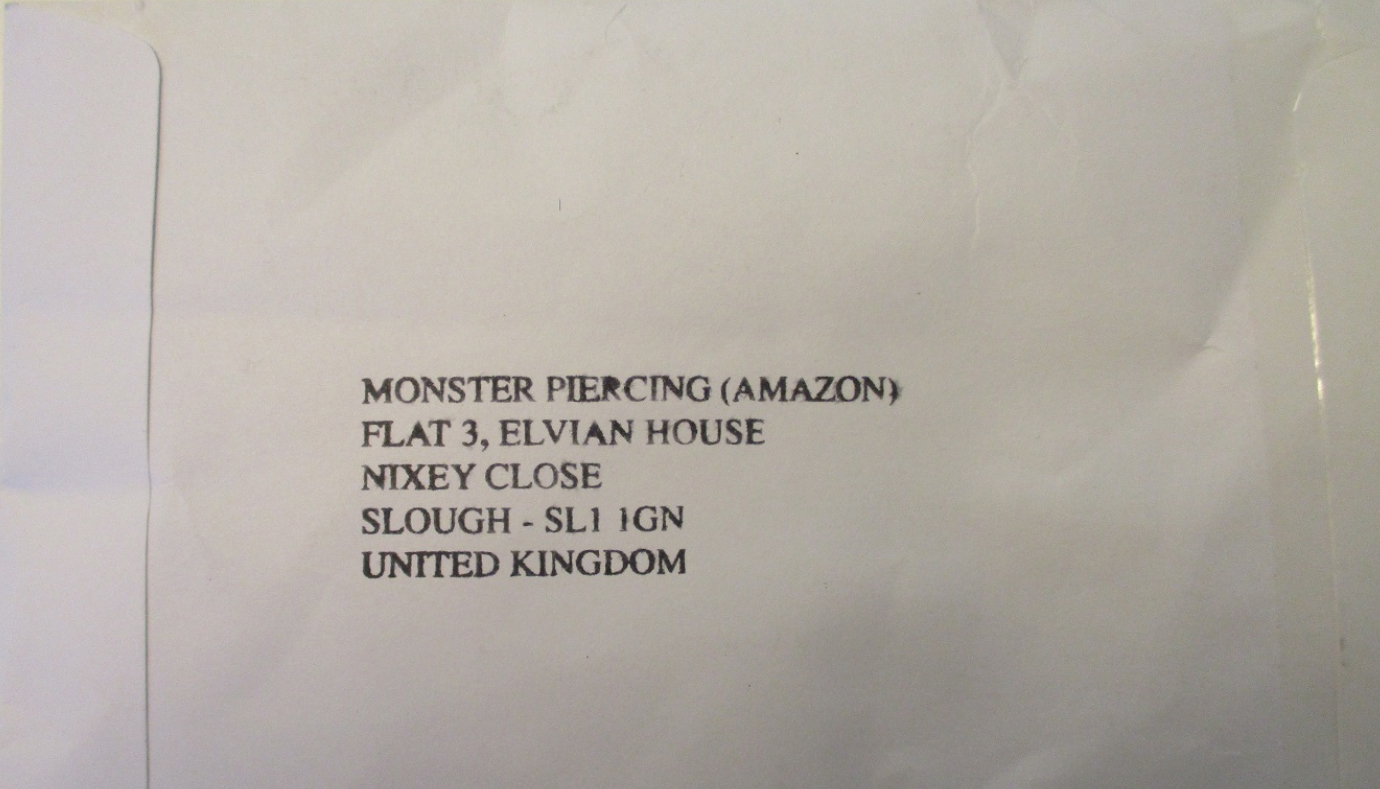 MONSTER PIERCING (AMAZON)
FLAT 3, ELVIAN HOUSE
NIXEY CLOSE
SLOUGH - SL1 1GN
UNITED KINGDOM